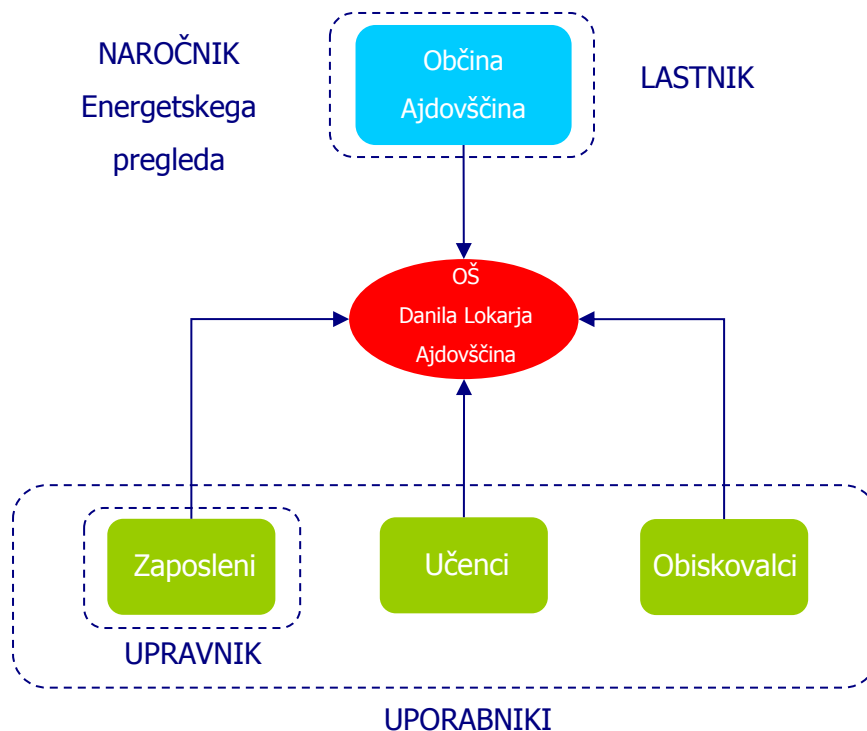 NAROČNIK
Energetskega
pregleda
Občina
Ajdovščina
LASTNIK
OŠ
Danila Lokarja
Ajdovščina
Zaposleni
Učenci
Obiskovalci
UPRAVNIK
UPORABNIKI